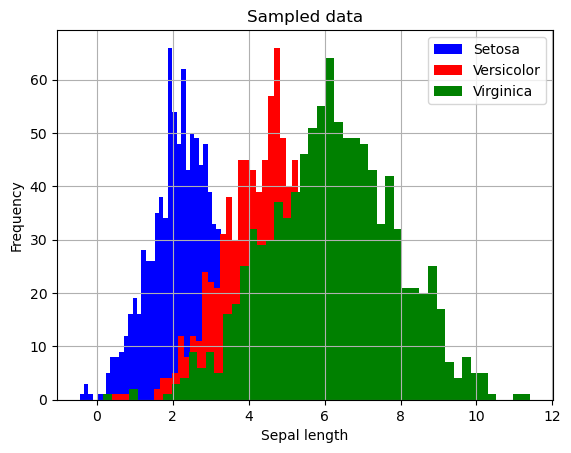 Sampled data
Setosa
Versicolor
Virginica
Frequency
60
50
40
30
20
10
0
0 2 4 6 8 10 12
Sepal length